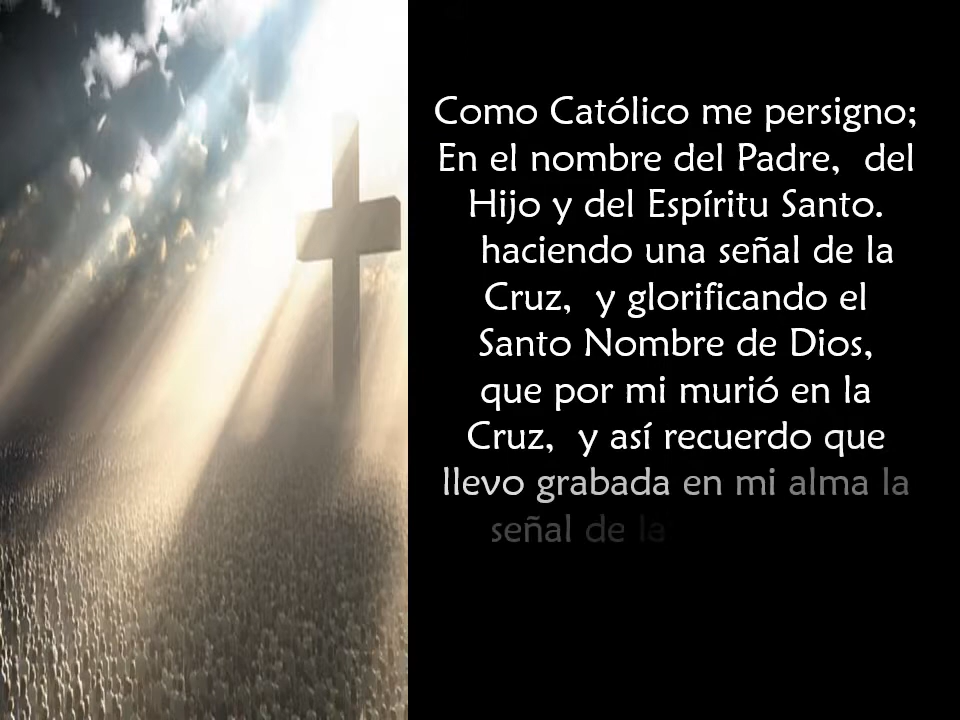 Como Católico me persigno;
En el nombre del Padre,  del
Hijo y del Espíritu Santo.
haciendo una señal de la
Cruz,  y glorificando el
Santo Nombre de Dios,
que por mi murió en la
Cruz,  y así recuerdo que
llevo grabada en mi alma la
señal de la